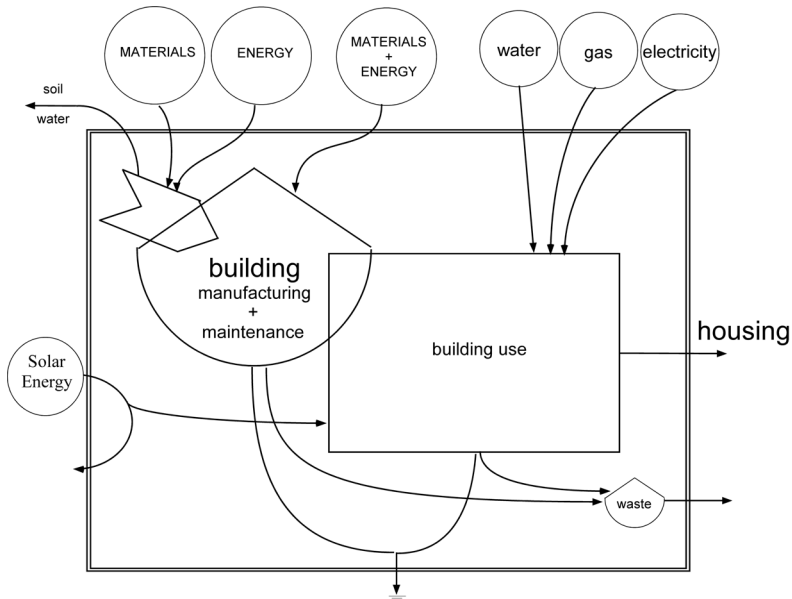 MATERIALS
ENERGY
MATERIALS
+
ENERGY
water
gas
electricity
soil
water
building
manufacturing
+
maintenance
building use
housing
Solar
Energy
waste